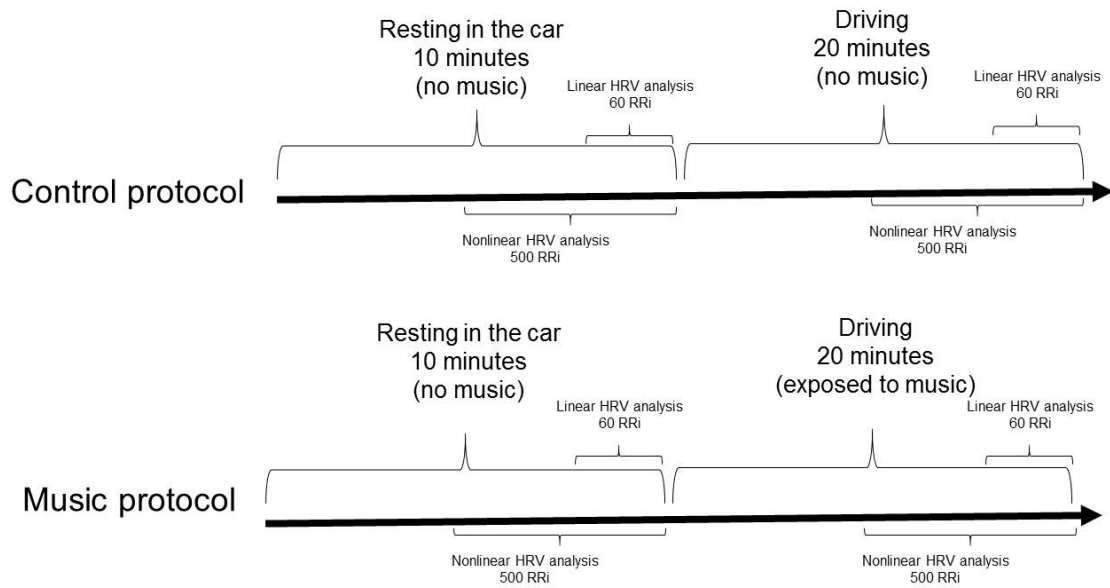 Resting in the car
10 minutes
(no music)
Linear HRV analysis
60 RRi
Driving
20 minutes
(no music)
Linear HRV analysis
60 RRi
Control protocol
Nonlinear HRV analysis
500 RRi
Nonlinear HRV analysis
500 RRi
Resting in the car
10 minutes
(no music)
Linear HRV analysis
60 RRi
Driving
20 minutes
(exposed to music)
Linear HRV analysis
60 RRi
Music protocol
Nonlinear HRV analysis
500 RRi
Nonlinear HRV analysis
500 RRi